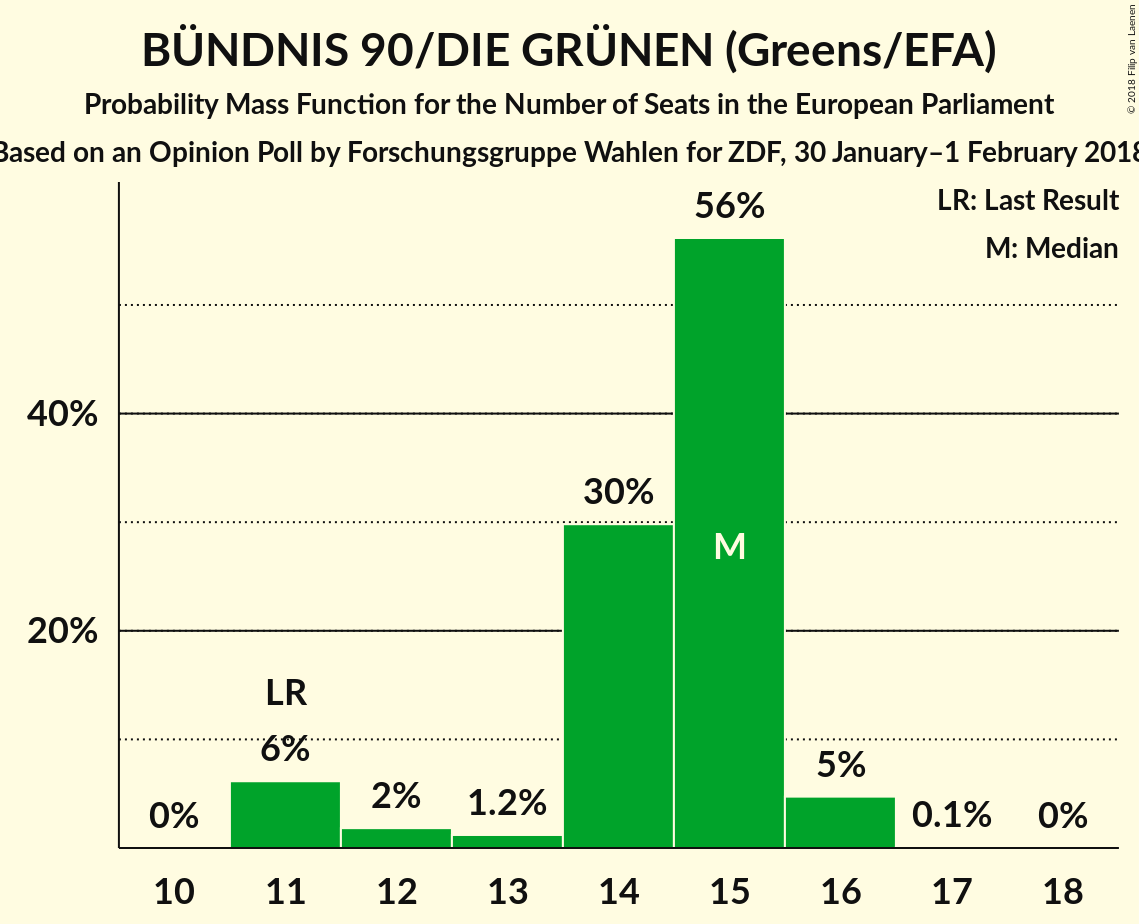 BÜNDNIS 90/DIE GRÜNEN (Greens/EFA)
Probability Mass Function for the Number of Seats in the European Parliament
Based on an Opinion Poll by Forschungsgruppe Wahlen for ZDF, 30 January–1 February 2018
© 2018 Filip van Laenen
LR: Last Result
M: Median
56%
40%
30%
M
20%
LR
6%
5%
2%
1.2%
0%
0.1%
0%
10 11 12 13 14 15 16 17 18